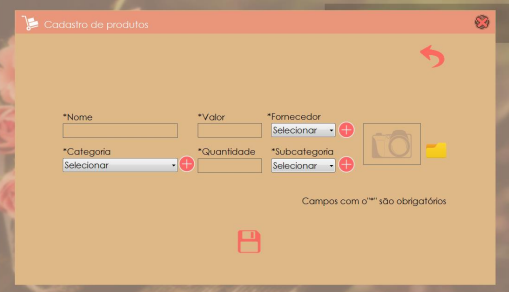 Cadastro de produtos
*Nome *Valor *Fornecedor
Selecionar
*Categoria *Quantidade *Subcategoria
Selecionar Selecionar
Campos com o"*" são obrigatórios